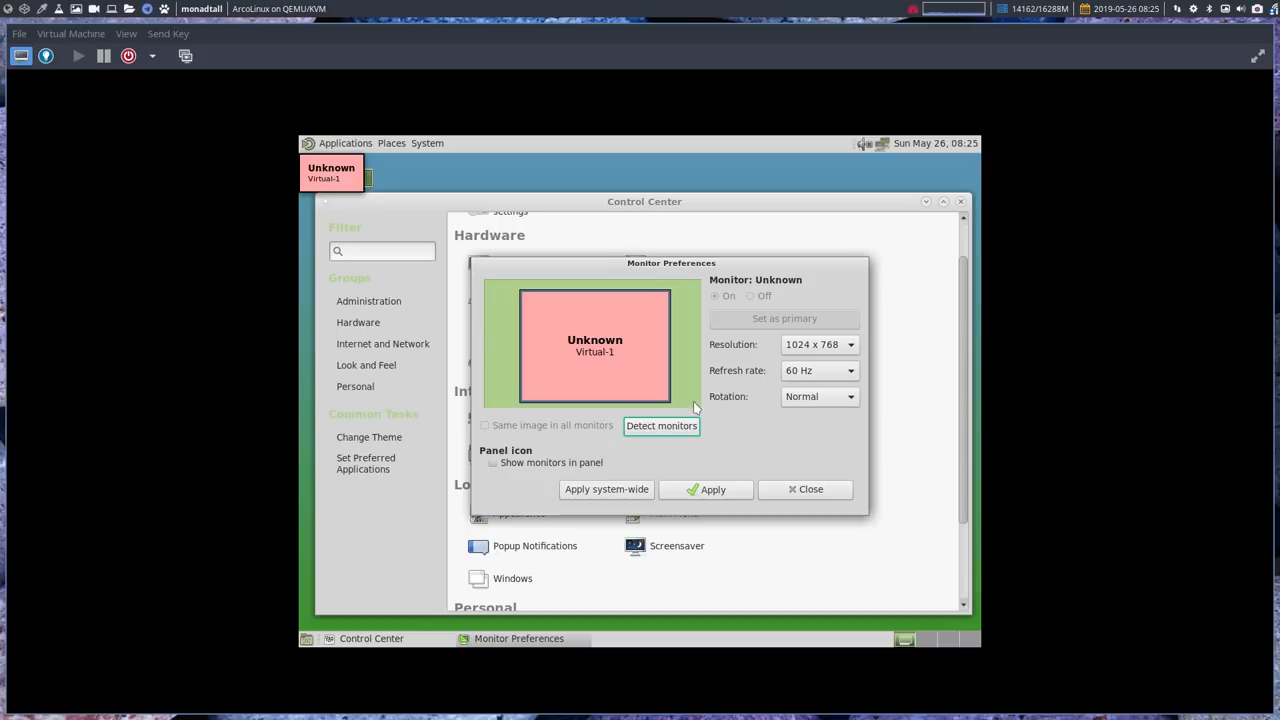 monadtall ArcoLinux on QEMU/KVM 14162/16288M 2019-05-26 08:25
File Virtual Machine View Send Key
Applications Places System Sun May 26, 08:25
Unknown
Virtual-1
Control Center
Filter
Groups
Administration
Hardware
Internet and Network
Look and Feel
Personal
Common Tasks
Change Theme
Set Preferred
Applications
settings
Hardware
Int
Lo
Monitor Preferences
Unknown
Virtual-1
Monitor: Unknown
On Off
Set as primary
Resolution: 1024 x 768
Refresh rate: 60 Hz
Rotation: Normal
Same image in all monitors Detect monitors
Panel icon
Show monitors in panel
Apply system-wide Apply Close
Popup Notifications Screensaver
Windows
Personal
Control Center Monitor Preferences